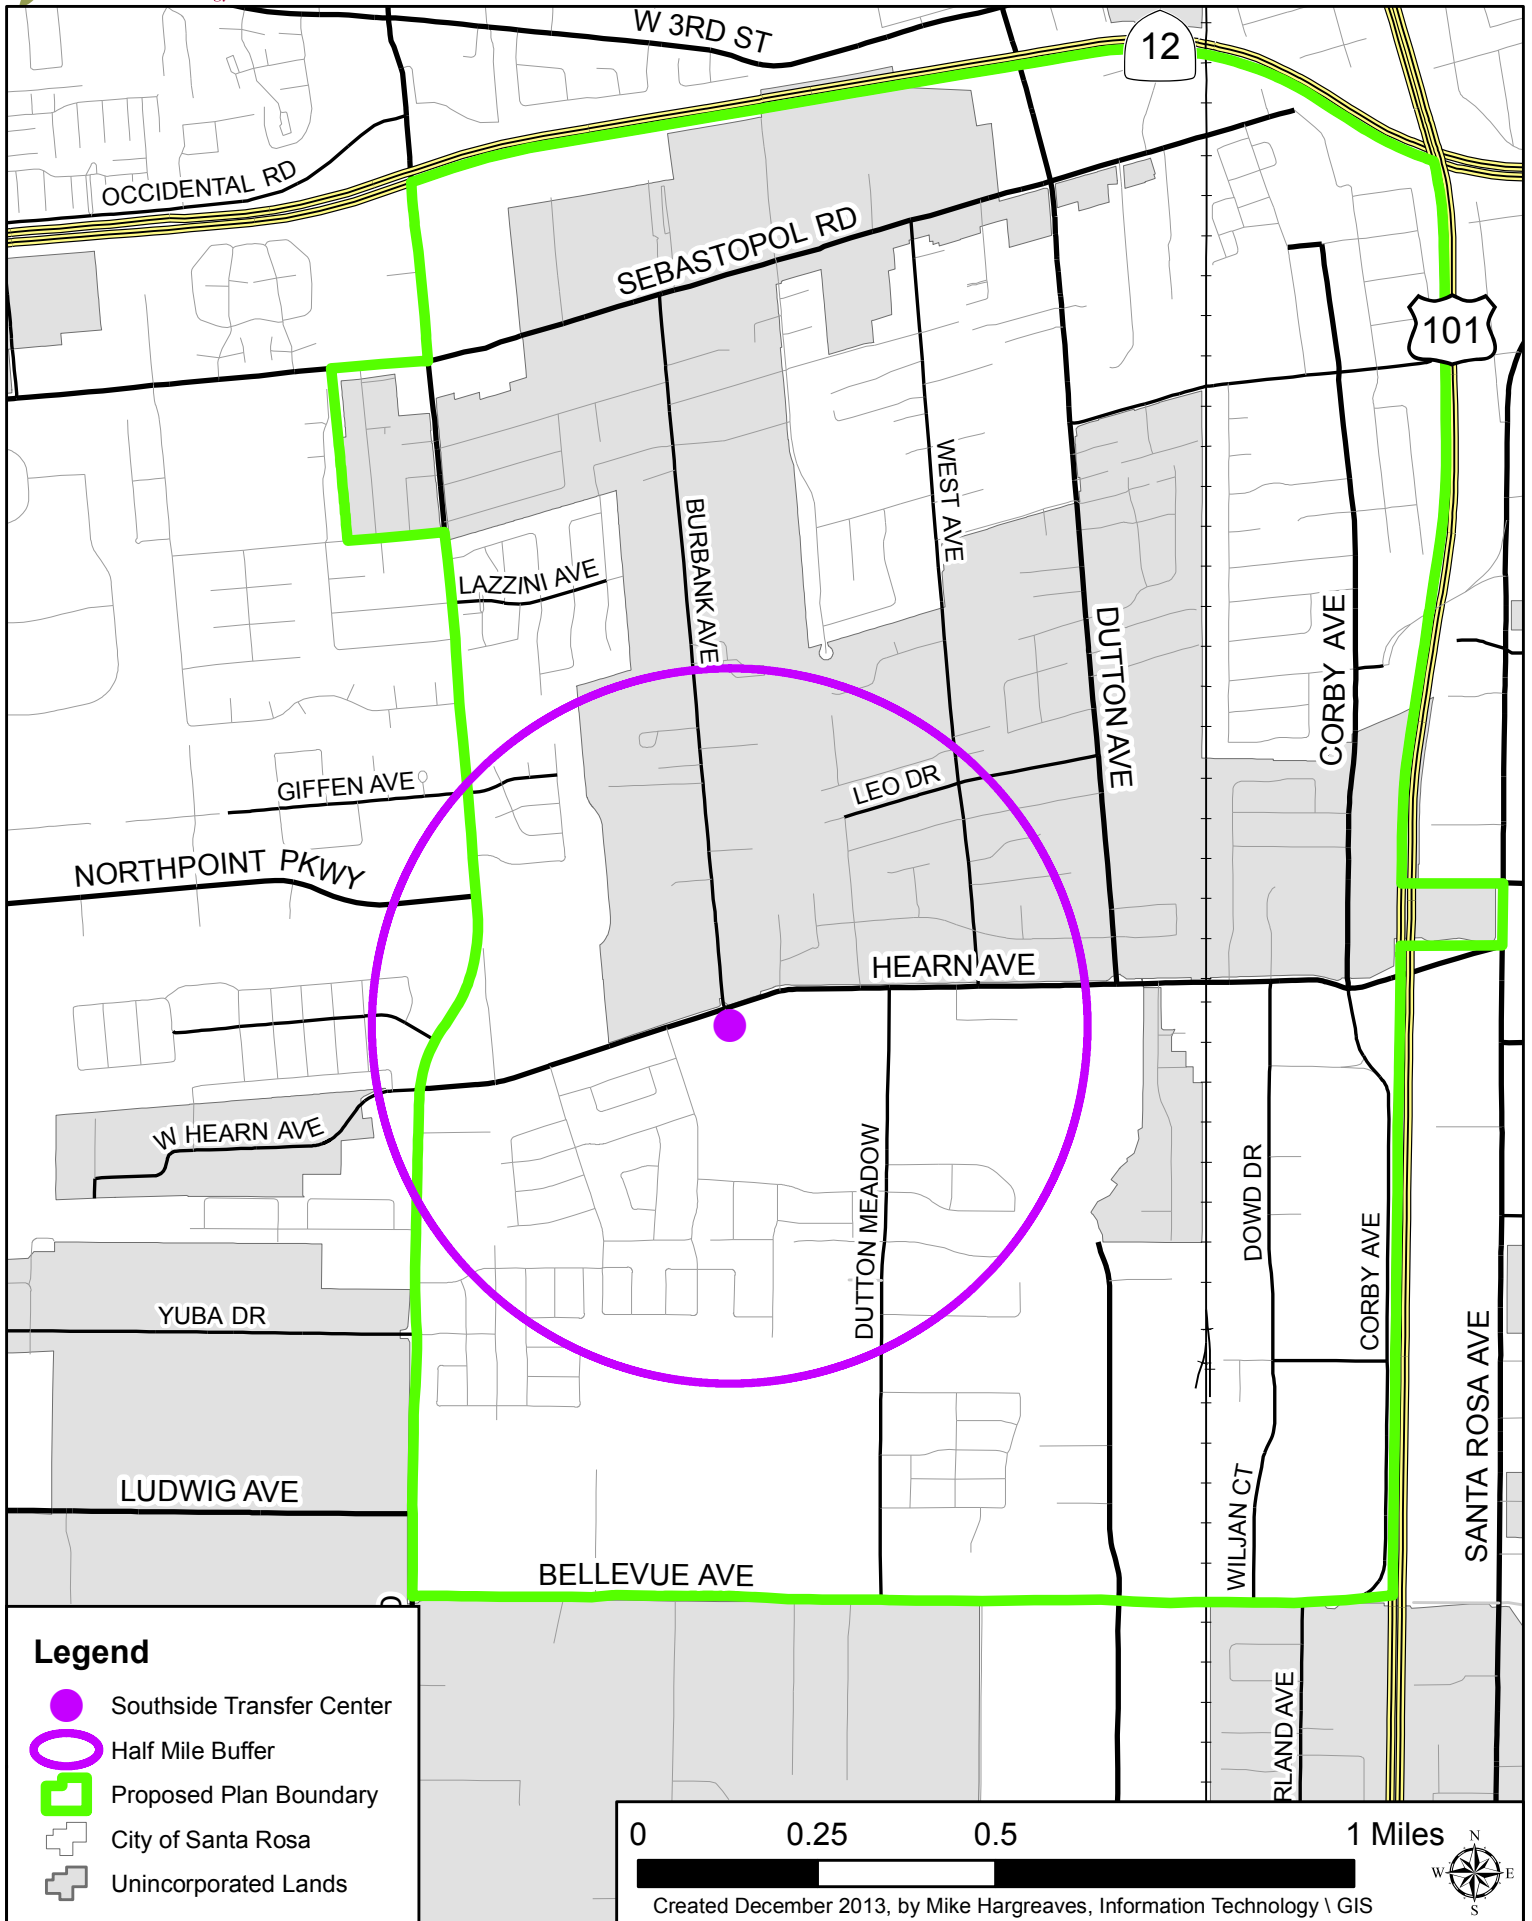 W 3RD ST
12
OCCIDENTAL RD
SEBASTOPOL RD
101
WEST AVE
BURBANK AVE
LAZZINI AVE
DUTTON AVE
CORBY AVE
GIFFEN AVE
LEO DR
NORTHPOINT PKWY
HEARN AVE
W HEARN AVE
DUTTON MEADOW
DOWD DR
CORBY AVE
YUBA DR
SANTA ROSA AVE
LUDWIG AVE
WILJAN CT
BELLEVUE AVE
RLAND AVE
Legend
Southside Transfer Center
Half Mile Buffer
Proposed Plan Boundary
City of Santa Rosa
Unincorporated Lands
0 0.25 0.5 1 Miles
N
W E
S
Created December 2013, by Mike Hargreaves, Information Technology \ GIS